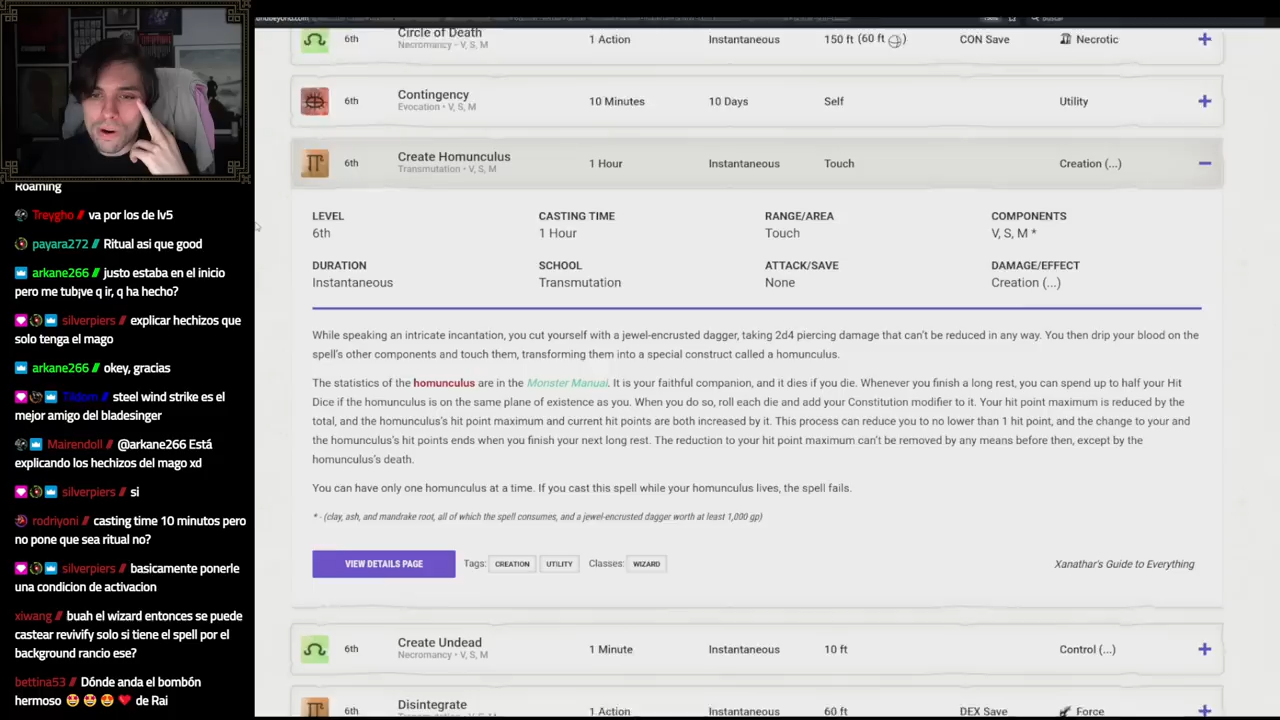 Roaming
Treygho // va por los de lv5
payara272 // Ritual asi que good
arkane266 // justo estaba en el inicio
pero me tub¡ve q ir, q ha hecho?
silverpiers // explicar hechizos que
solo tenga el mago
arkane266 // okey, gracias
Tildom // steel wind strike es el
mejor amigo del bladesinger
Mairendoll // @arkane266 Está
explicando los hechizos del mago xd
silverpiers // si
rodriyoni // casting time 10 minutos pero
no pone que sea ritual no?
silverpiers // basicamente ponerle
una condicion de activacion
xiwang // buah el wizard entonces se puede
castear revivify solo si tiene el spell por el
background rancio ese?
bettina53 // Dónde anda el bombón
hermoso 🤩 🤩 😍 ❤️ de Rai
6th Circle of Death 1 Action Instantaneous 150 ft (60 ft ) CON Save Necrotic
Necromancy • V, S, M
6th Contingency 10 Minutes 10 Days Self Utility
Evocation • V, S, M
6th Create Homunculus 1 Hour Instantaneous Touch Creation (...)
Transmutation • V, S, M
LEVEL CASTING TIME RANGE/AREA COMPONENTS
6th 1 Hour Touch V, S, M *
DURATION SCHOOL ATTACK/SAVE DAMAGE/EFFECT
Instantaneous Transmutation None Creation (...)
While speaking an intricate incantation, you cut yourself with a jewel-encrusted dagger, taking 2d4 piercing damage that can't be reduced in any way. You then drip your blood on the
spell's other components and touch them, transforming them into a special construct called a homunculus.
The statistics of the homunculus are in the Monster Manual. It is your faithful companion, and it dies if you die. Whenever you finish a long rest, you can spend up to half your Hit
Dice if the homunculus is on the same plane of existence as you. When you do so, roll each die and add your Constitution modifier to it. Your hit point maximum is reduced by the
total, and the homunculus's hit point maximum and current hit points are both increased by it. This process can reduce you to no lower than 1 hit point, and the change to your and
the homunculus's hit points ends when you finish your next long rest. The reduction to your hit point maximum can't be removed by any means before then, except by the
homunculus's death.
You can have only one homunculus at a time. If you cast this spell while your homunculus lives, the spell fails.
* - (clay, ash, and mandrake root, all of which the spell consumes, and a jewel-encrusted dagger worth at least 1,000 gp)
VIEW DETAILS PAGE Tags: CREATION UTILITY Classes: WIZARD Xanathar's Guide to Everything
6th Create Undead 1 Minute Instantaneous 10 ft Control (...)
Necromancy • V, S, M
6th Disintegrate 1 Action Instantaneous 60 ft DEX Save Force